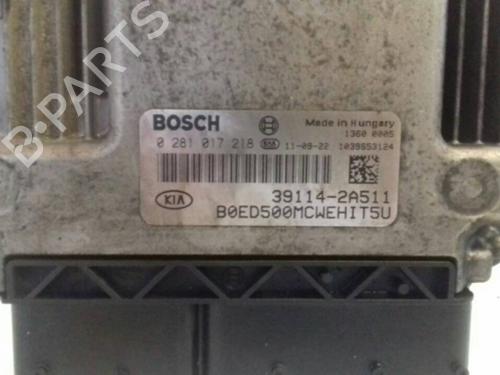 B-PARTS
BOSCH
Made in Hungary
1360 0005
0 281 017 218
11-09-22
1039S53124
KIA
39114-2A511
B0ED500MCWEHIT5U